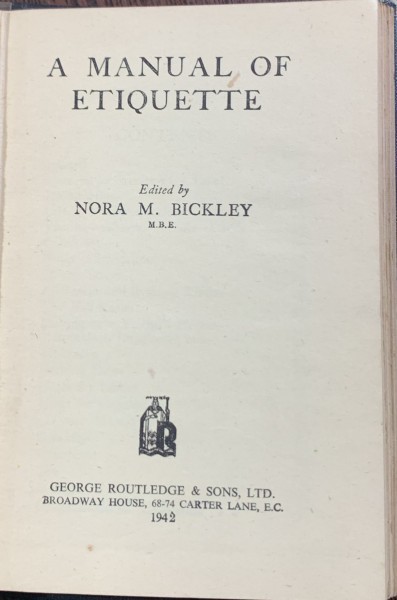 A MANUAL OF
ETIQUETTE
Edited by
NORA M. BICKLEY
M.B.E.
GEORGE ROUTLEDGE & SONS, LTD.
BROADWAY HOUSE, 68-74 CARTER LANE, E.C.
1942